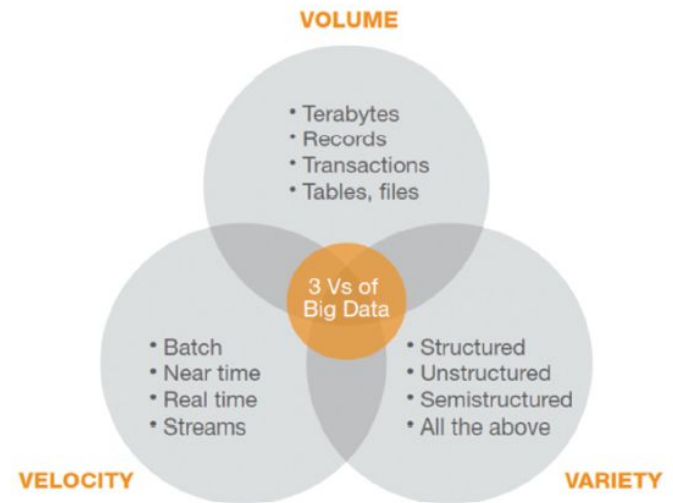 VOLUME
• Terabytes
• Records
• Transactions
• Tables, files
3 Vs of
Big Data
• Batch
• Near time
• Real time
• Streams
• Structured
• Unstructured
• Semistructured
• All the above
VELOCITY
VARIETY